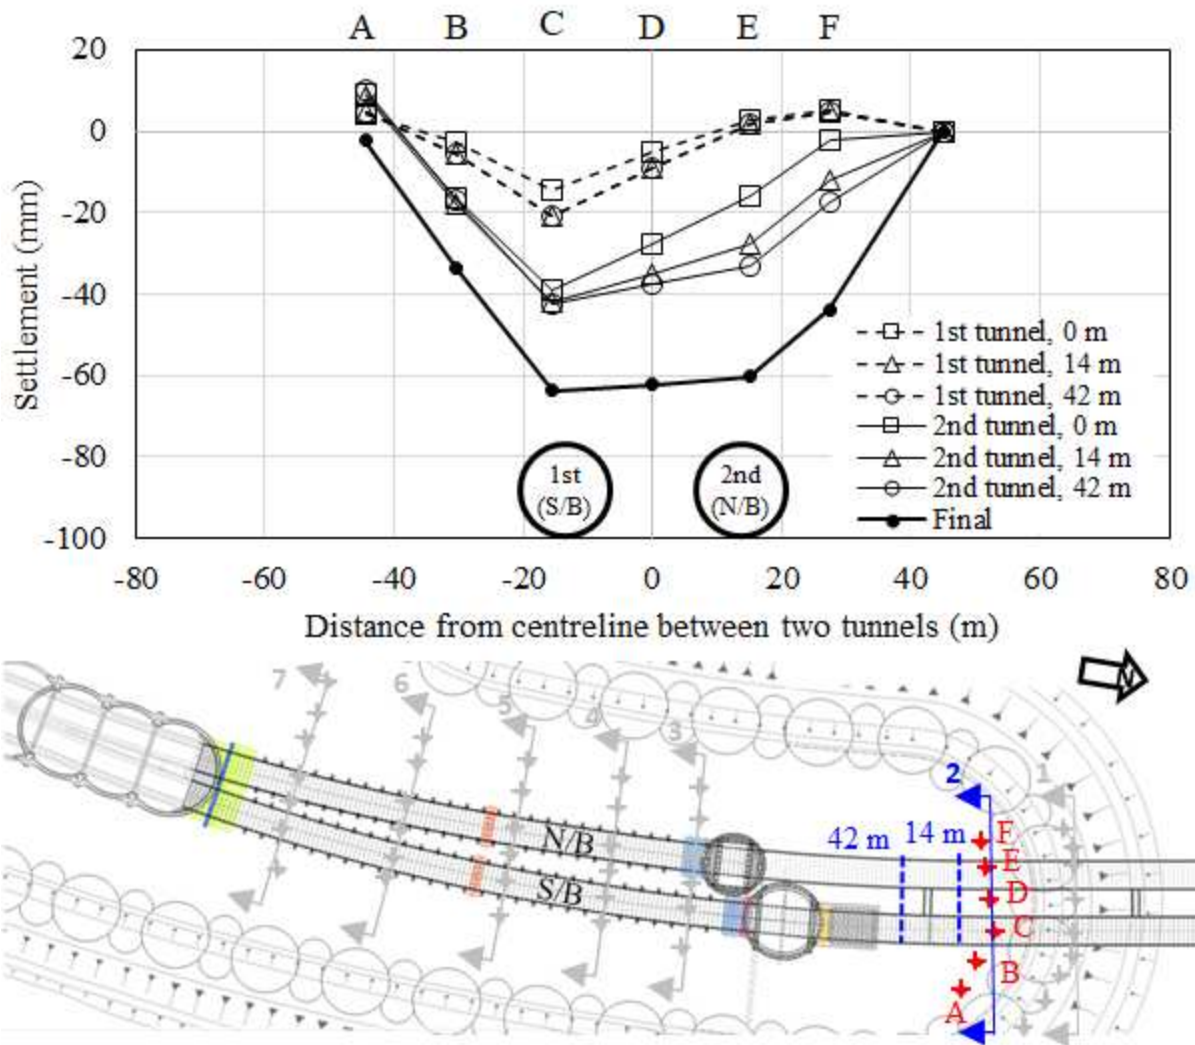 A B C D E F
20
0
-20
-40
-60
-80
-100
Settlement (mm)
1st tunnel, 0 m
1st tunnel, 14 m
1st tunnel, 42 m
2nd tunnel, 0 m
2nd tunnel, 14 m
2nd tunnel, 42 m
Final
1st
(S/B)
2nd
(N/B)
-80 -60 -40 -20 0 20 40 60 80
Distance from centreline between two tunnels (m)
N
7
6
5
4
3
2
1
42 m 14 m
N/B
S/B
F
E
D
C
B
A